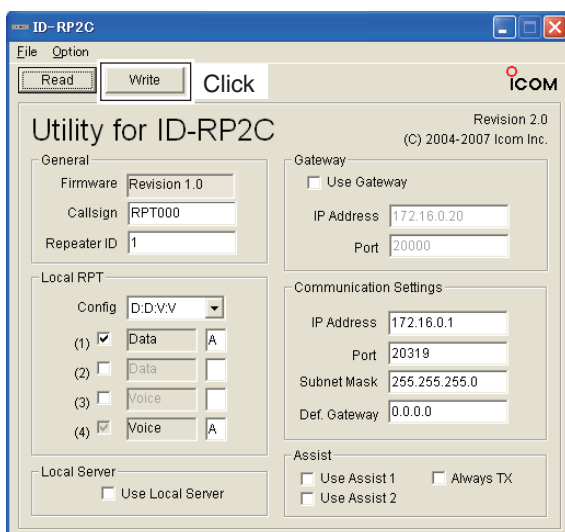 ID-RP2C
File Option
Read Write Click
ICOM
Utility for ID-RP2C
Revision 2.0
(C) 2004-2007 Icom Inc.
General
Firmware Revision 1.0
Callsign RPT000
Repeater ID 1
Gateway
Use Gateway
IP Address 172.16.0.20
Port 20000
Local RPT
Config D:D:V:V
(1) Data A
(2) Data
(3) Voice
(4) Voice A
Communication Settings
IP Address 172.16.0.1
Port 20319
Subnet Mask 255.255.255.0
Def. Gateway 0.0.0.0
Local Server
Use Local Server
Assist
Use Assist 1 Always TX
Use Assist 2